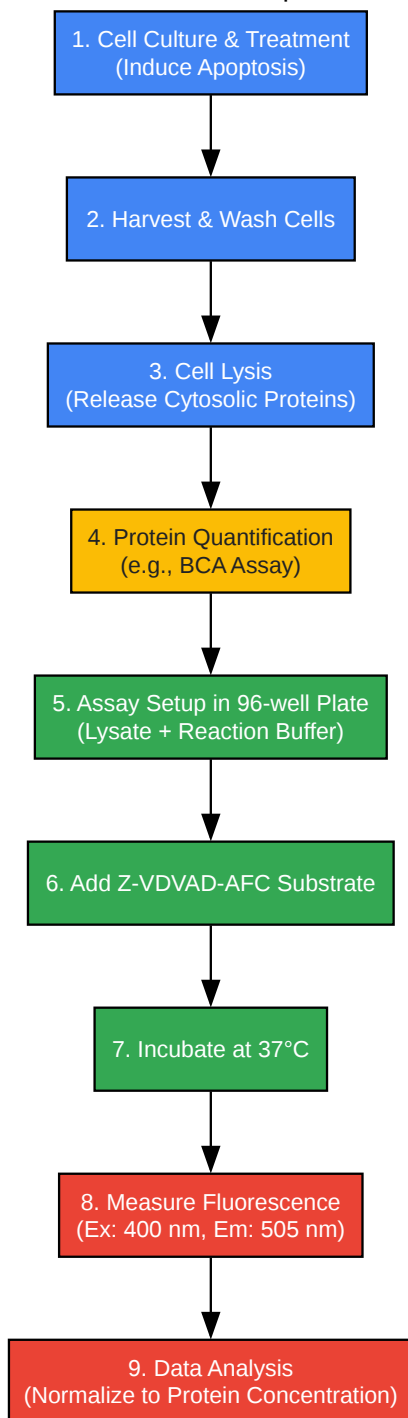 1. Cell Culture & Treatment
(Induce Apoptosis)
2. Harvest & Wash Cells
3. Cell Lysis
(Release Cytosolic Proteins)
4. Protein Quantification
(e.g., BCA Assay)
5. Assay Setup in 96-well Plate
(Lysate + Reaction Buffer)
6. Add Z-VDVAD-AFC Substrate
7. Incubate at 37°C
8. Measure Fluorescence
(Ex: 400 nm, Em: 505 nm)
9. Data Analysis
(Normalize to Protein Concentration)